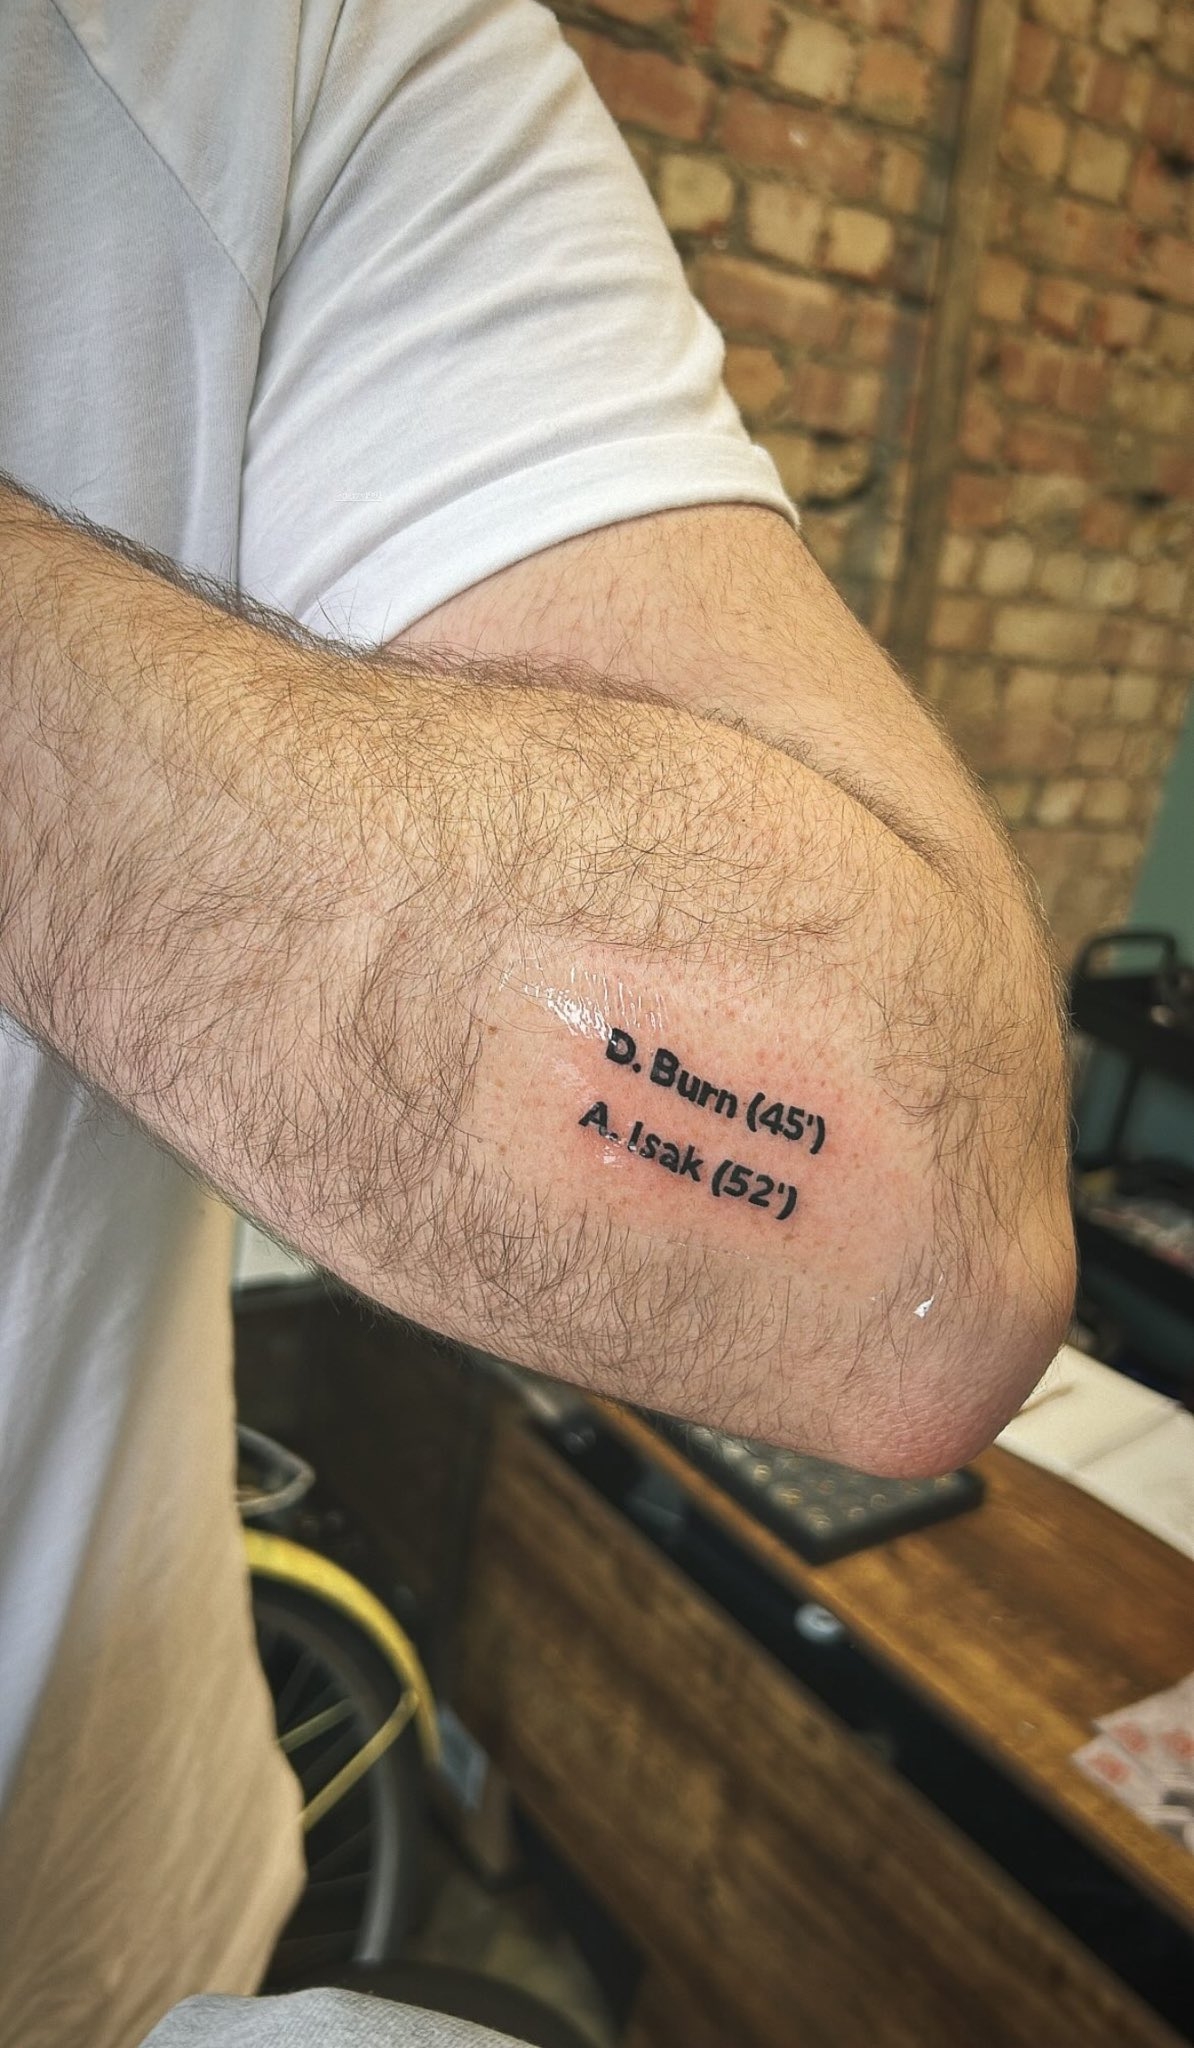 D. Burn (45')
A. Isak (52')